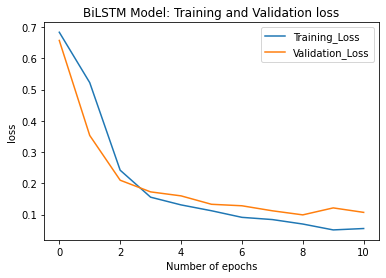 BiLSTM Model: Training and Validation loss
Training_Loss
Validation_Loss
loss
0.7
0.6
0.5
0.4
0.3
0.2
0.1
0 2 4 6 8 10
Number of epochs